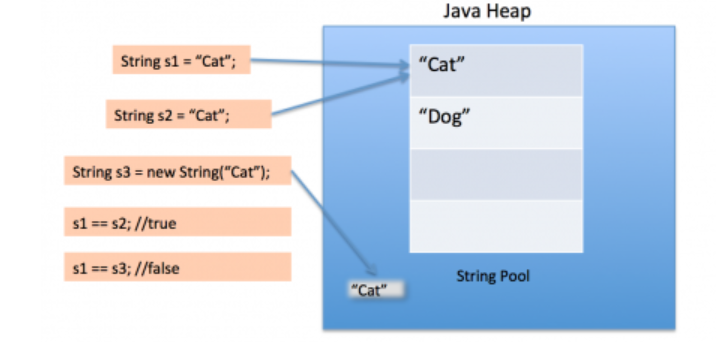 Java Heap
String s1 = “Cat”;
“Cat”
String s2 = “Cat”;
“Dog”
String s3 = new String(“Cat”);
s1 == s2; //true
s1 == s3; //false
String Pool
“Cat”